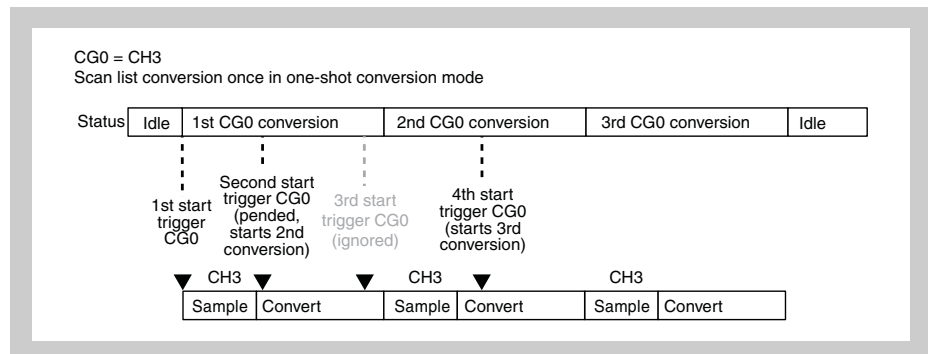 CG0 = CH3
Scan list conversion once in one-shot conversion mode
Status Idle 1st CG0 conversion 2nd CG0 conversion 3rd CG0 conversion Idle
1st start
trigger
CG0
Second start
trigger CG0
(pended,
starts 2nd
conversion)
3rd start
trigger CG0
(ignored)
4th start
trigger CG0
(starts 3rd
conversion)
CH3 CH3 CH3
Sample Convert Sample Convert Sample Convert